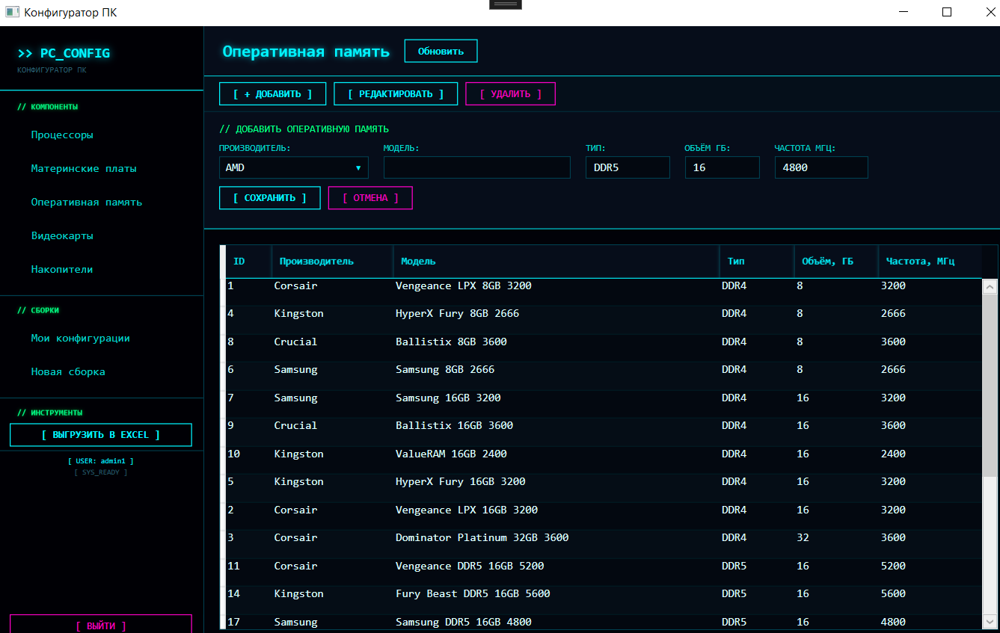 Конфигуратор ПК
>> PC_CONFIG
КОНФИГУРАТОР ПК
// КОМПОНЕНТЫ
Процессоры
Материнские платы
Оперативная память
Видеокарты
Накопители
// СБОРКИ
Мои конфигурации
Новая сборка
// ИНСТРУМЕНТЫ
[ ВЫГРУЗИТЬ В EXCEL ]
[ USER: admin1 ]
[ SYS_READY ]
[ ВЫЙТИ ]
Оперативная память Обновить
[ + ДОБАВИТЬ ] [ РЕДАКТИРОВАТЬ ] [ УДАЛИТЬ ]
// ДОБАВИТЬ ОПЕРАТИВНУЮ ПАМЯТЬ
ПРОИЗВОДИТЕЛЬ: МОДЕЛЬ: ТИП: ОБЪЁМ ГБ: ЧАСТОТА МГЦ:
AMD DDR5 16 4800
[ СОХРАНИТЬ ] [ ОТМЕНА ]
ID Производитель Модель Тип Объём, ГБ Частота, МГц
1 Corsair Vengeance LPX 8GB 3200 DDR4 8 3200
4 Kingston HyperX Fury 8GB 2666 DDR4 8 2666
8 Crucial Ballistix 8GB 3600 DDR4 8 3600
6 Samsung Samsung 8GB 2666 DDR4 8 2666
7 Samsung Samsung 16GB 3200 DDR4 16 3200
9 Crucial Ballistix 16GB 3600 DDR4 16 3600
10 Kingston ValueRAM 16GB 2400 DDR4 16 2400
5 Kingston HyperX Fury 16GB 3200 DDR4 16 3200
2 Corsair Vengeance LPX 16GB 3200 DDR4 16 3200
3 Corsair Dominator Platinum 32GB 3600 DDR4 32 3600
11 Corsair Vengeance DDR5 16GB 5200 DDR5 16 5200
14 Kingston Fury Beast DDR5 16GB 5600 DDR5 16 5600
17 Samsung Samsung DDR5 16GB 4800 DDR5 16 4800